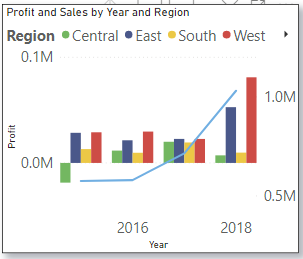 Profit and Sales by Year and Region
Region Central East South West
0.1M
1.0M
Profit
0.0M
0.5M
2016 2018
Year